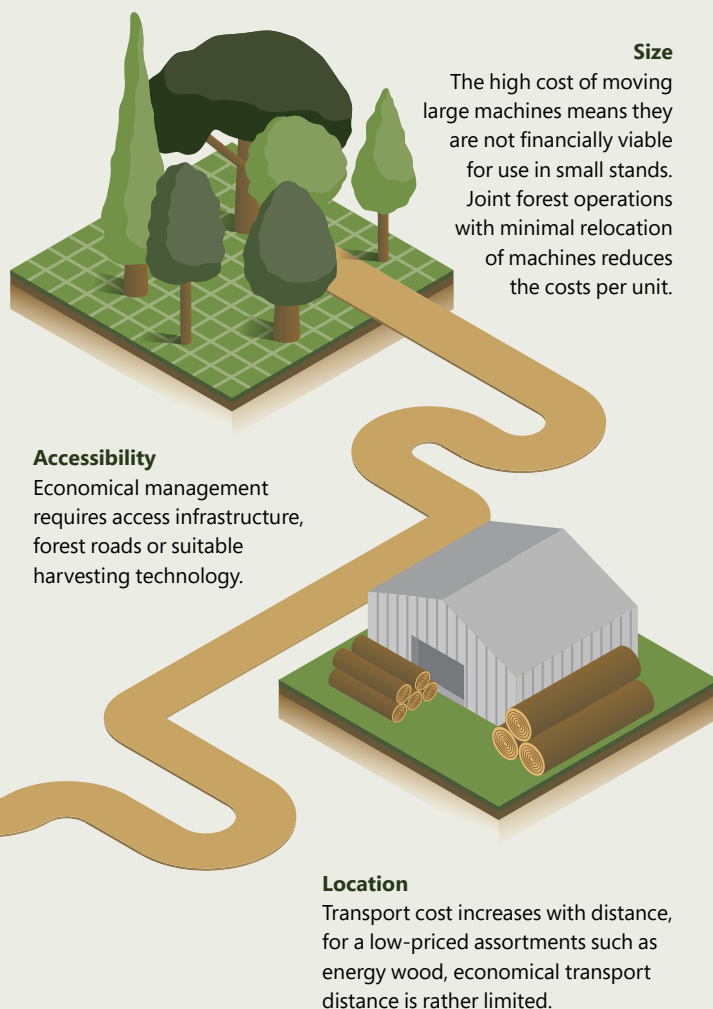 Size
The high cost of moving
large machines means they
are not financially viable
for use in small stands.
Joint forest operations
with minimal relocation
of machines reduces
the costs per unit.
Accessibility
Economical management
requires access infrastructure,
forest roads or suitable
harvesting technology.
Location
Transport cost increases with distance,
for a low-priced assortments such as
energy wood, economical transport
distance is rather limited.